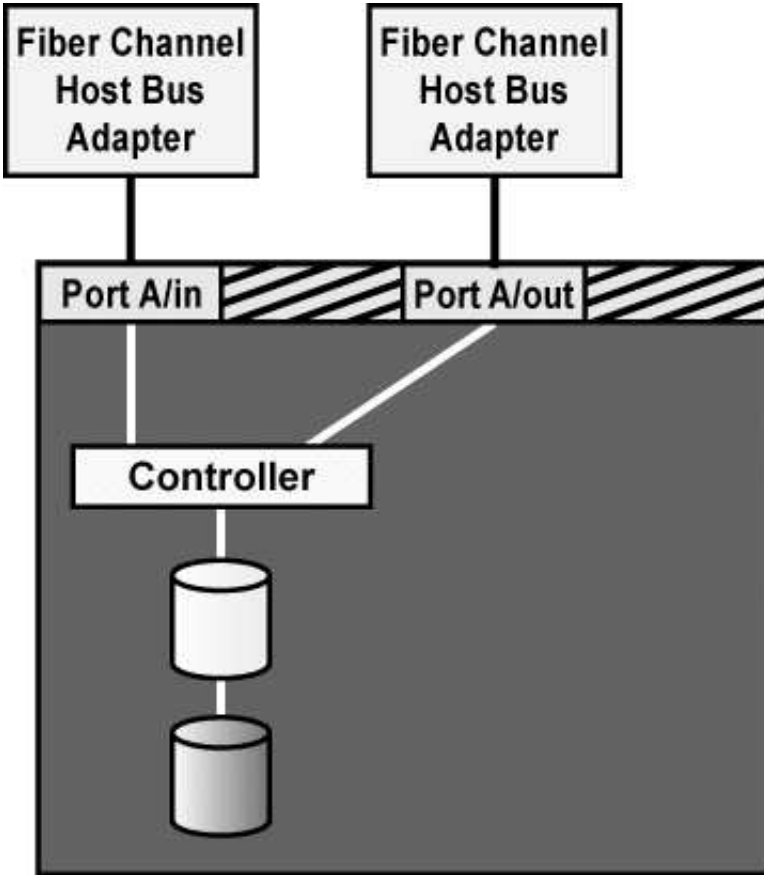 Fiber Channel
Host Bus
Adapter
Fiber Channel
Host Bus
Adapter
Port A/in
Port A/out
Controller